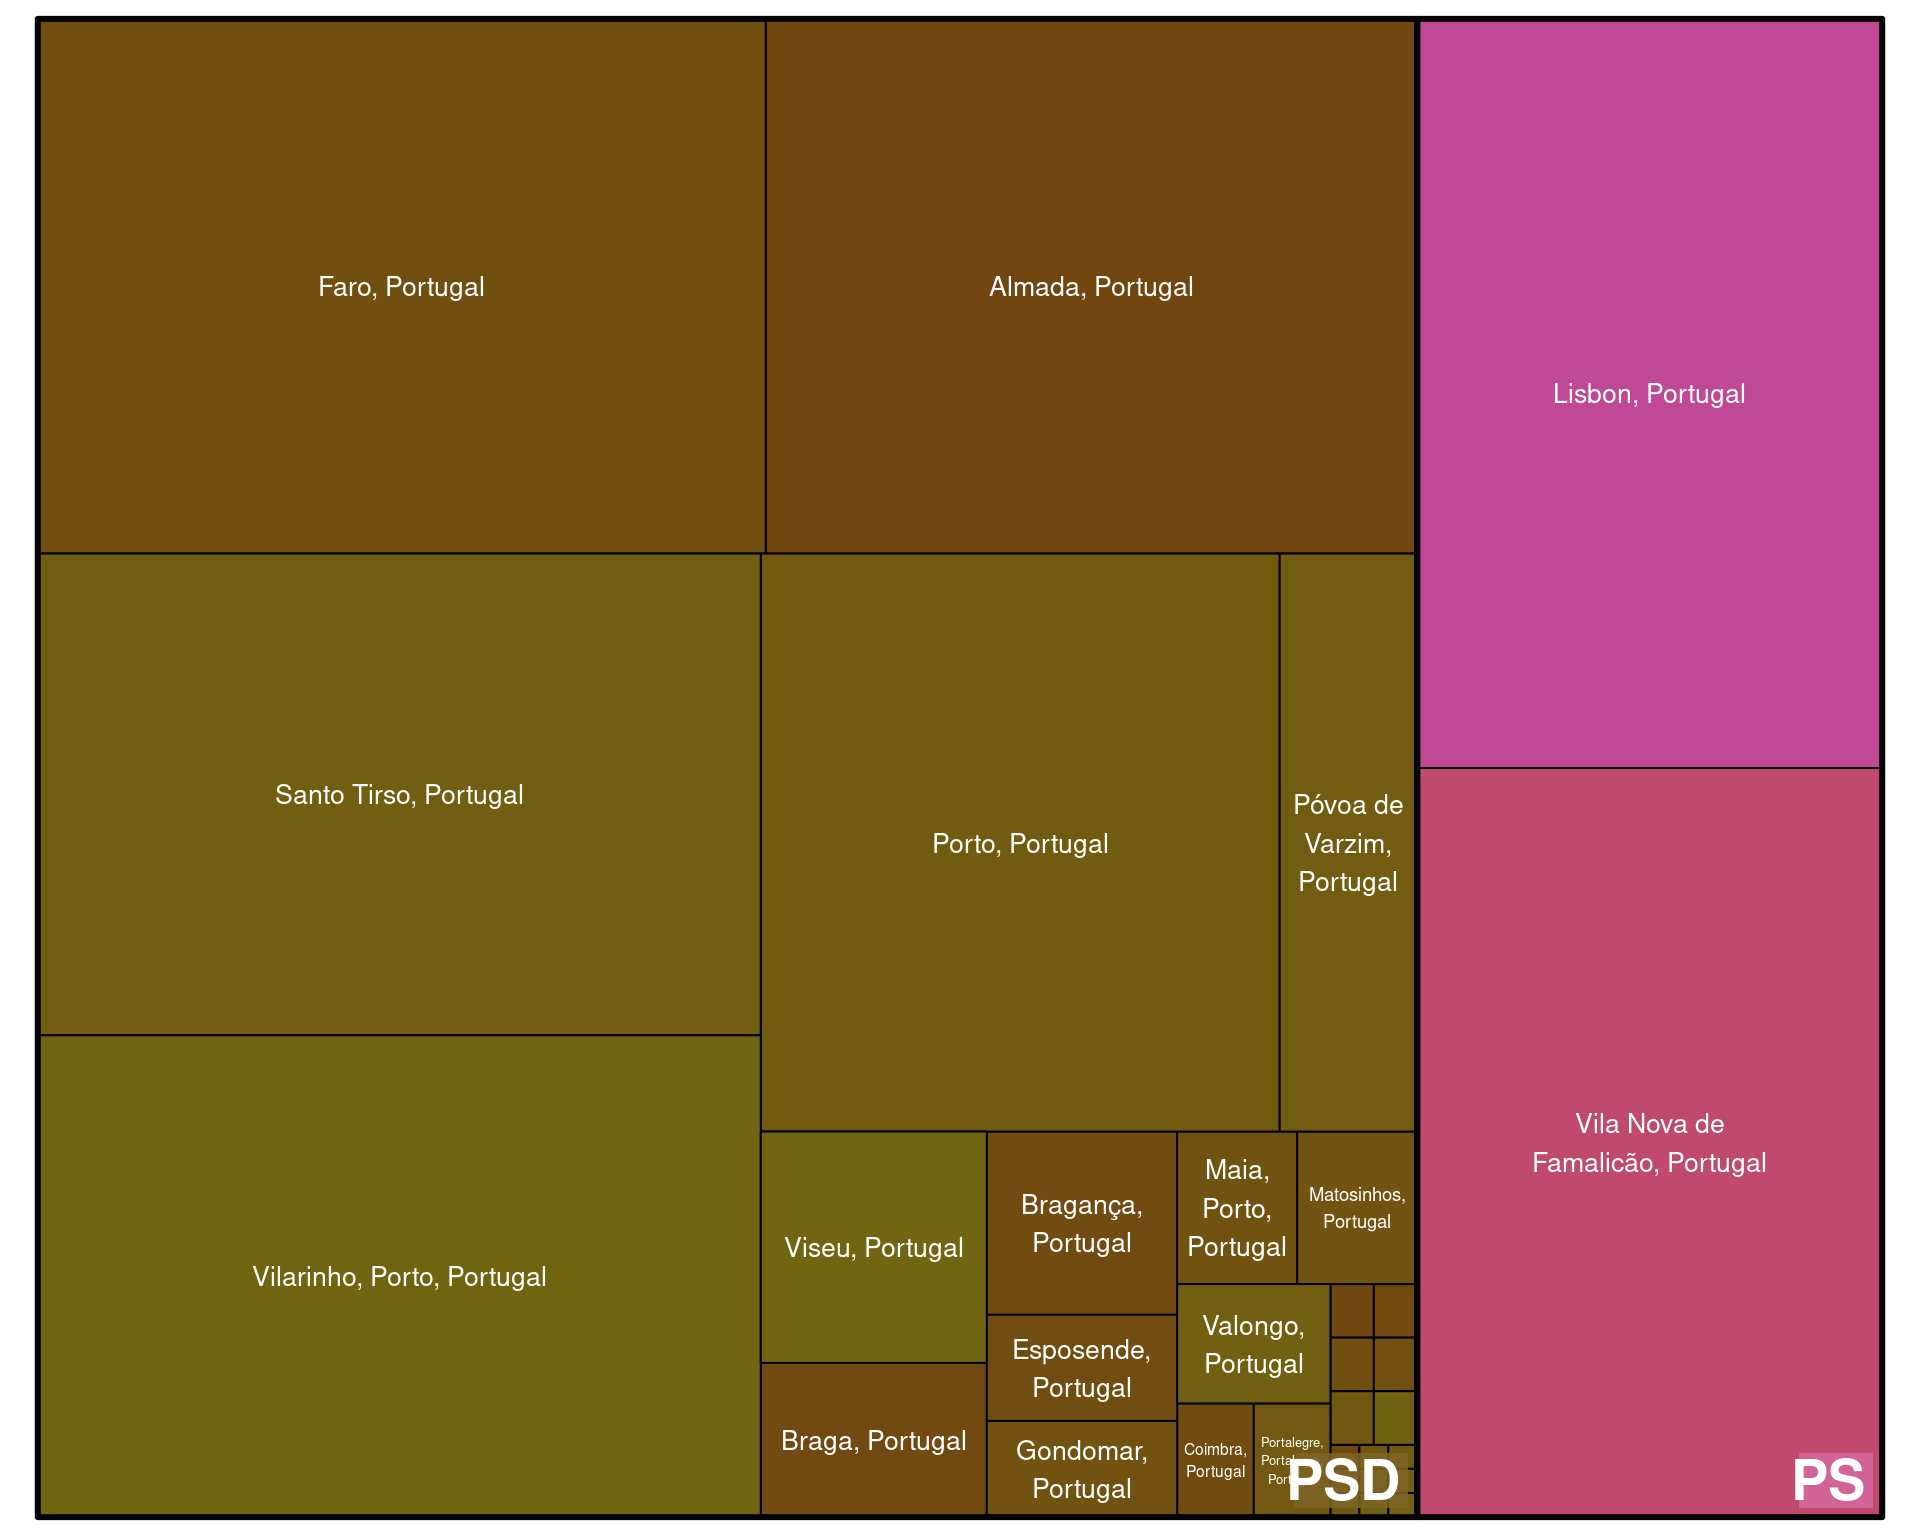 Faro, Portugal
Almada, Portugal
Lisbon, Portugal
Santo Tirso, Portugal
Porto, Portugal
Póvoa de
Varzim,
Portugal
Vila Nova de
Famalicão, Portugal
Vilarinho, Porto, Portugal
Viseu, Portugal
Bragança,
Portugal
Maia,
Porto,
Portugal
Matosinhos,
Portugal
Esposende,
Portugal
Valongo,
Portugal
Braga, Portugal
Gondomar,
Portugal
Coimbra,
Portugal
Portalegre,
PSD
PS